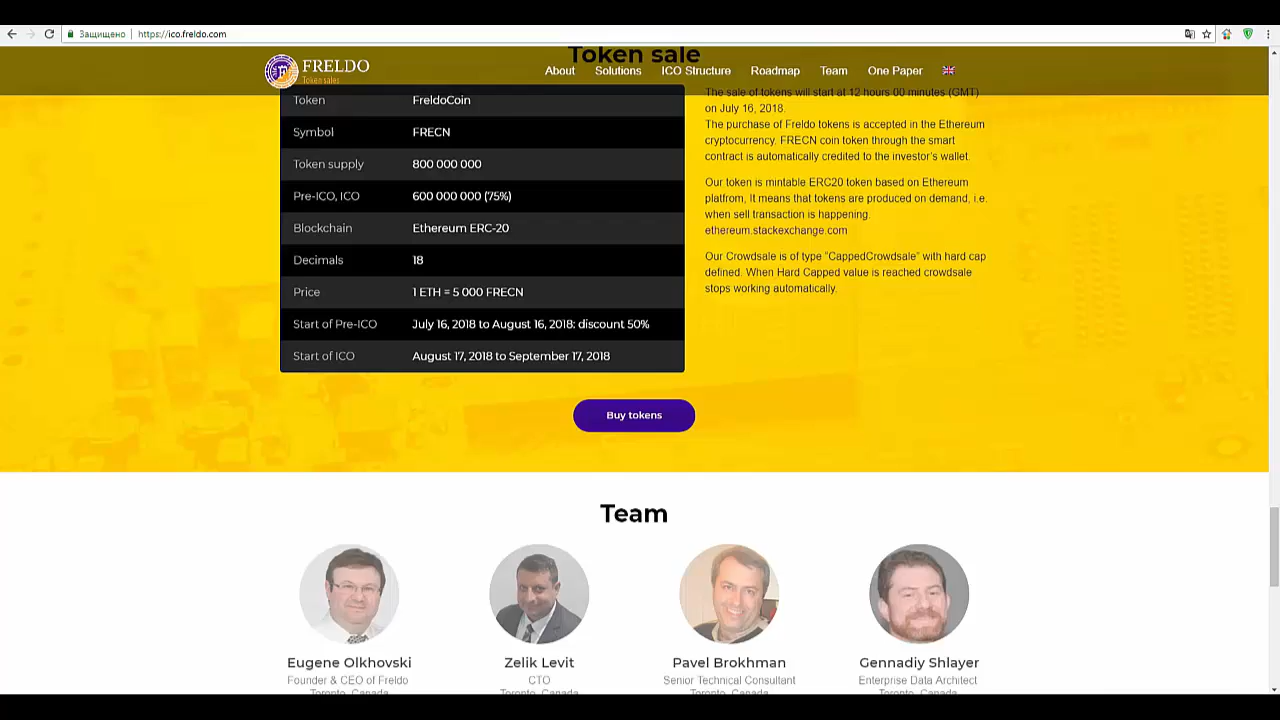 Защищено
https://ico.freldo.com
Token sale
FRELDO
Token sales
About
Solutions
ICO Structure
Roadmap
Team
One Paper
Token FreldoCoin
Symbol FRECN
Token supply 800 000 000
Pre-ICO, ICO 600 000 000 (75%)
Blockchain Ethereum ERC-20
Decimals 18
Price 1 ETH = 5 000 FRECN
Start of Pre-ICO July 16, 2018 to August 16, 2018: discount 50%
Start of ICO August 17, 2018 to September 17, 2018
The sale of tokens will start at 12 hours 00 minutes (GMT)
on July 16, 2018.
The purchase of Freldo tokens is accepted in the Ethereum
cryptocurrency. FRECN coin token through the smart
contract is automatically credited to the investor's wallet.
Our token is mintable ERC20 token based on Ethereum
platfrom, It means that tokens are produced on demand, i.e.
when sell transaction is happening.
ethereum.stackexchange.com
Our Crowdsale is of type "CappedCrowdsale" with hard cap
defined. When Hard Capped value is reached crowdsale
stops working automatically.
Buy tokens
Team
Eugene Olkhovski
Founder & CEO of Freldo
Toronto, Canada
Zelik Levit
CTO
Toronto, Canada
Pavel Brokhman
Senior Technical Consultant
Toronto, Canada
Gennadiy Shlayer
Enterprise Data Architect
Toronto, Canada